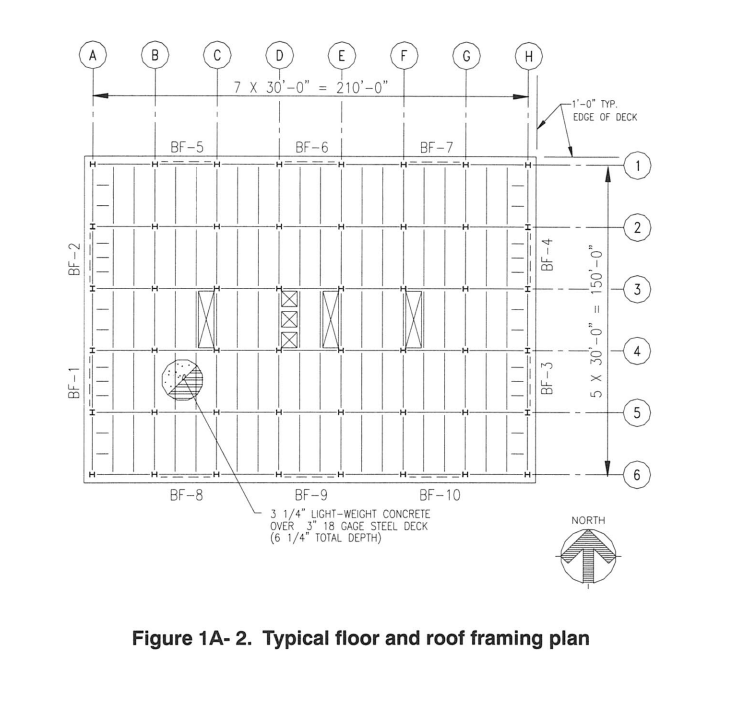 A B C D E F G H
7 X 30'-0" = 210'-0"
1'-0" TYP.
EDGE OF DECK
BF-5 BF-6 BF-7
1
2
BF-2
BF-4
3
5 X 30'-0" = 150'-0"
4
BF-1
BF-3
5
6
BF-8 BF-9 BF-10
3 1/4" LIGHT-WEIGHT CONCRETE
OVER 3" 18 GAGE STEEL DECK
(6 1/4" TOTAL DEPTH)
NORTH
Figure 1A- 2. Typical floor and roof framing plan